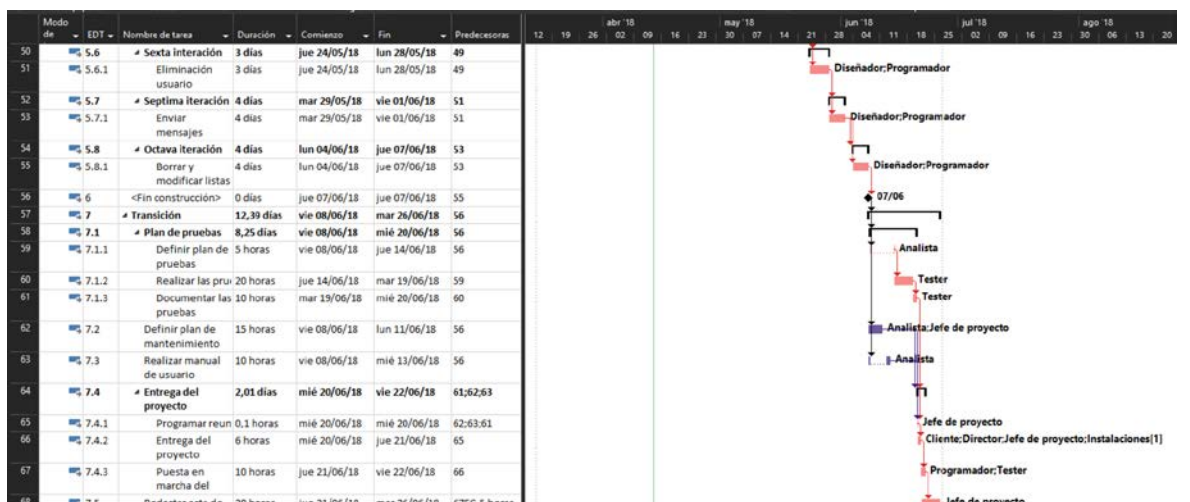 Modo de
EDT
Nombre de tarea
Duración
Comienzo
Fin
Predecesoras
abr '18 may '18 jun '18 jul '18 ago '18
12 19 26 02 09 16 23 30 07 14 21 28 04 11 18 25 02 09 16 23 30 06 13 20
50 5.6 Sexta interación 3 días jue 24/05/18 lun 28/05/18 49
51 5.6.1 Eliminación usuario 3 días jue 24/05/18 lun 28/05/18 49 Diseñador;Programador
52 5.7 Septima iteración 4 días mar 29/05/18 vie 01/06/18 51
53 5.7.1 Enviar mensajes 4 días mar 29/05/18 vie 01/06/18 51 Diseñador;Programador
54 5.8 Octava iteración 4 días lun 04/06/18 jue 07/06/18 53
55 5.8.1 Borrar y modificar listas 4 días lun 04/06/18 jue 07/06/18 53 Diseñador;Programador
56 6 <Fin construcción> 0 días jue 07/06/18 jue 07/06/18 55 07/06
57 7 Transición 12,39 días vie 08/06/18 mar 26/06/18 56
58 7.1 Plan de pruebas 8,25 días vie 08/06/18 mié 20/06/18 56
59 7.1.1 Definir plan de pruebas 5 horas vie 08/06/18 jue 14/06/18 56 Analista
60 7.1.2 Realizar las pru 20 horas jue 14/06/18 mar 19/06/18 59 Tester
61 7.1.3 Documentar las pruebas 10 horas mar 19/06/18 mié 20/06/18 60 Tester
62 7.2 Definir plan de mantenimiento 15 horas vie 08/06/18 lun 11/06/18 56 Analista;Jefe de proyecto
63 7.3 Realizar manual de usuario 10 horas vie 08/06/18 mié 13/06/18 56 Analista
64 7.4 Entrega del proyecto 2,01 días mié 20/06/18 vie 22/06/18 61;62;63
65 7.4.1 Programar reun 0,1 horas mié 20/06/18 mié 20/06/18 62;63;61 Jefe de proyecto
66 7.4.2 Entrega del proyecto 6 horas mié 20/06/18 jue 21/06/18 65 Cliente;Director;Jefe de proyecto;Instalaciones[1]
67 7.4.3 Puesta en marcha del 10 horas jue 21/06/18 vie 22/06/18 66 Programador;Tester